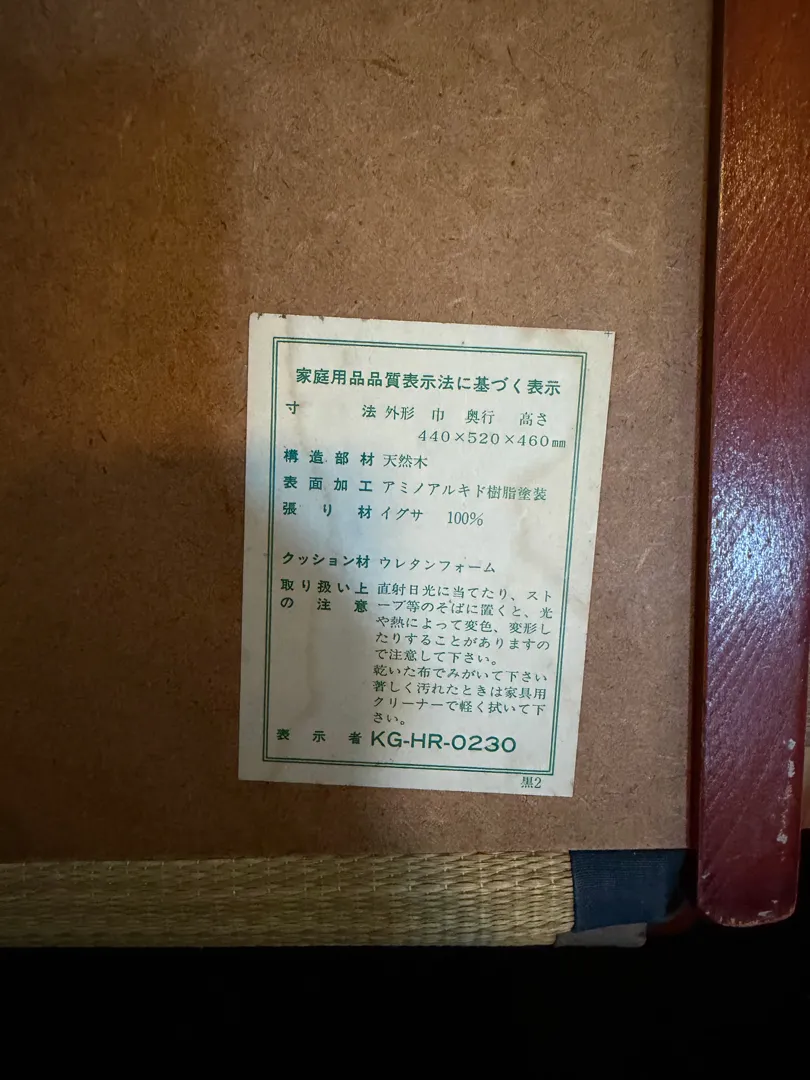 家庭用品品質表示法に基づく表示
寸法 外形 巾 奥行 高さ
440×520×460mm
構造部材 天然木
表面加工 アミノアルキド樹脂塗装
張り材 イグサ 100%
クッション材 ウレタンフォーム
取り扱い上 直射日光に当てたり、スト
の注意 ーブ等のそばに置くと、光
や熱によって変色、変形し
たりすることがありますの
で注意して下さい。
乾いた布でみがいて下さい
著しく汚れたときは家具用
クリーナーで軽く拭いて下
さい。
表示者 KG-HR-0230
黒2